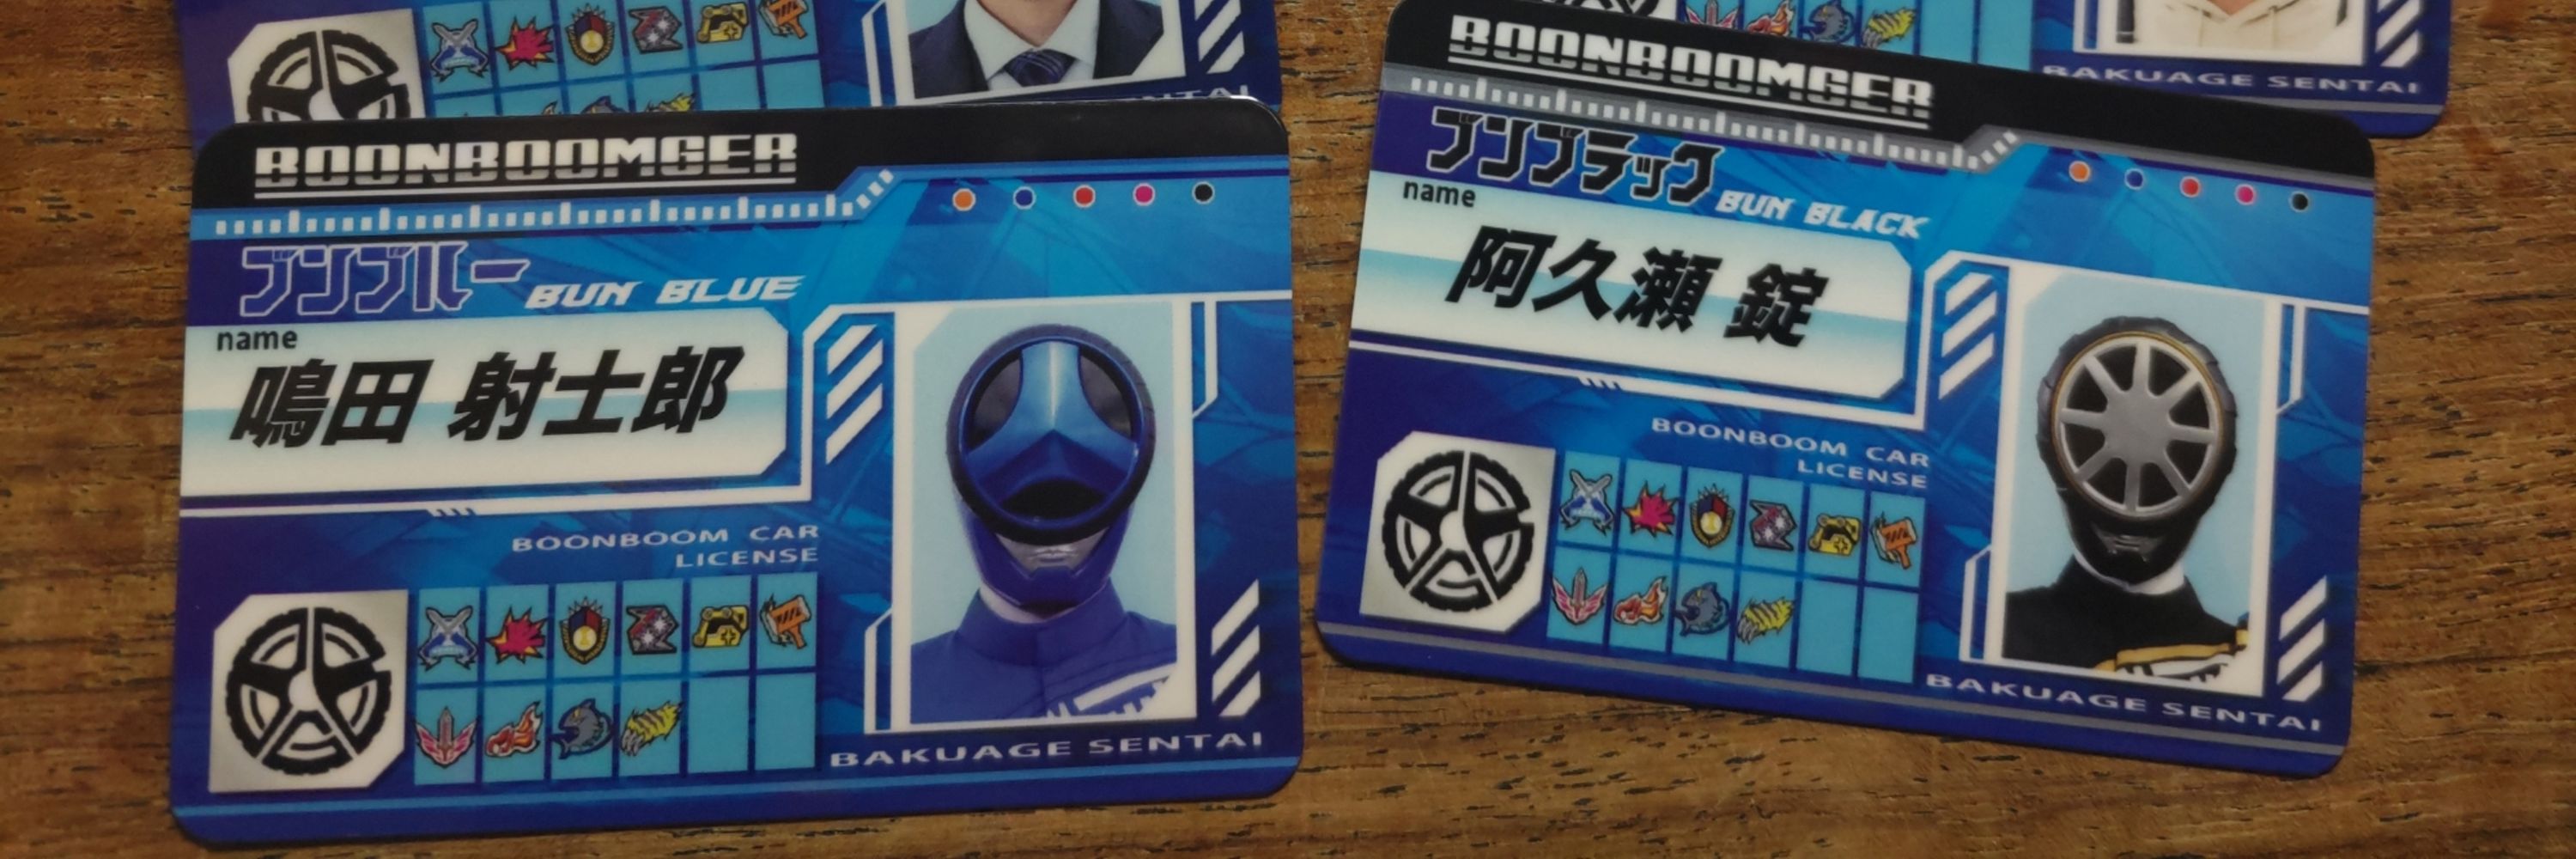 BOONBOOMGER
ブンブルー BUN BLUE
name
鳴田 射士郎
BOONBOOM CAR
LICENSE
BAKUAGE SENTAI
BOONBOOMGER
ブンブラック BUN BLACK
name
阿久瀬 錠
BOONBOOM CAR
LICENSE
BAKUAGE SENTAI
BAKUAGE SENTAI